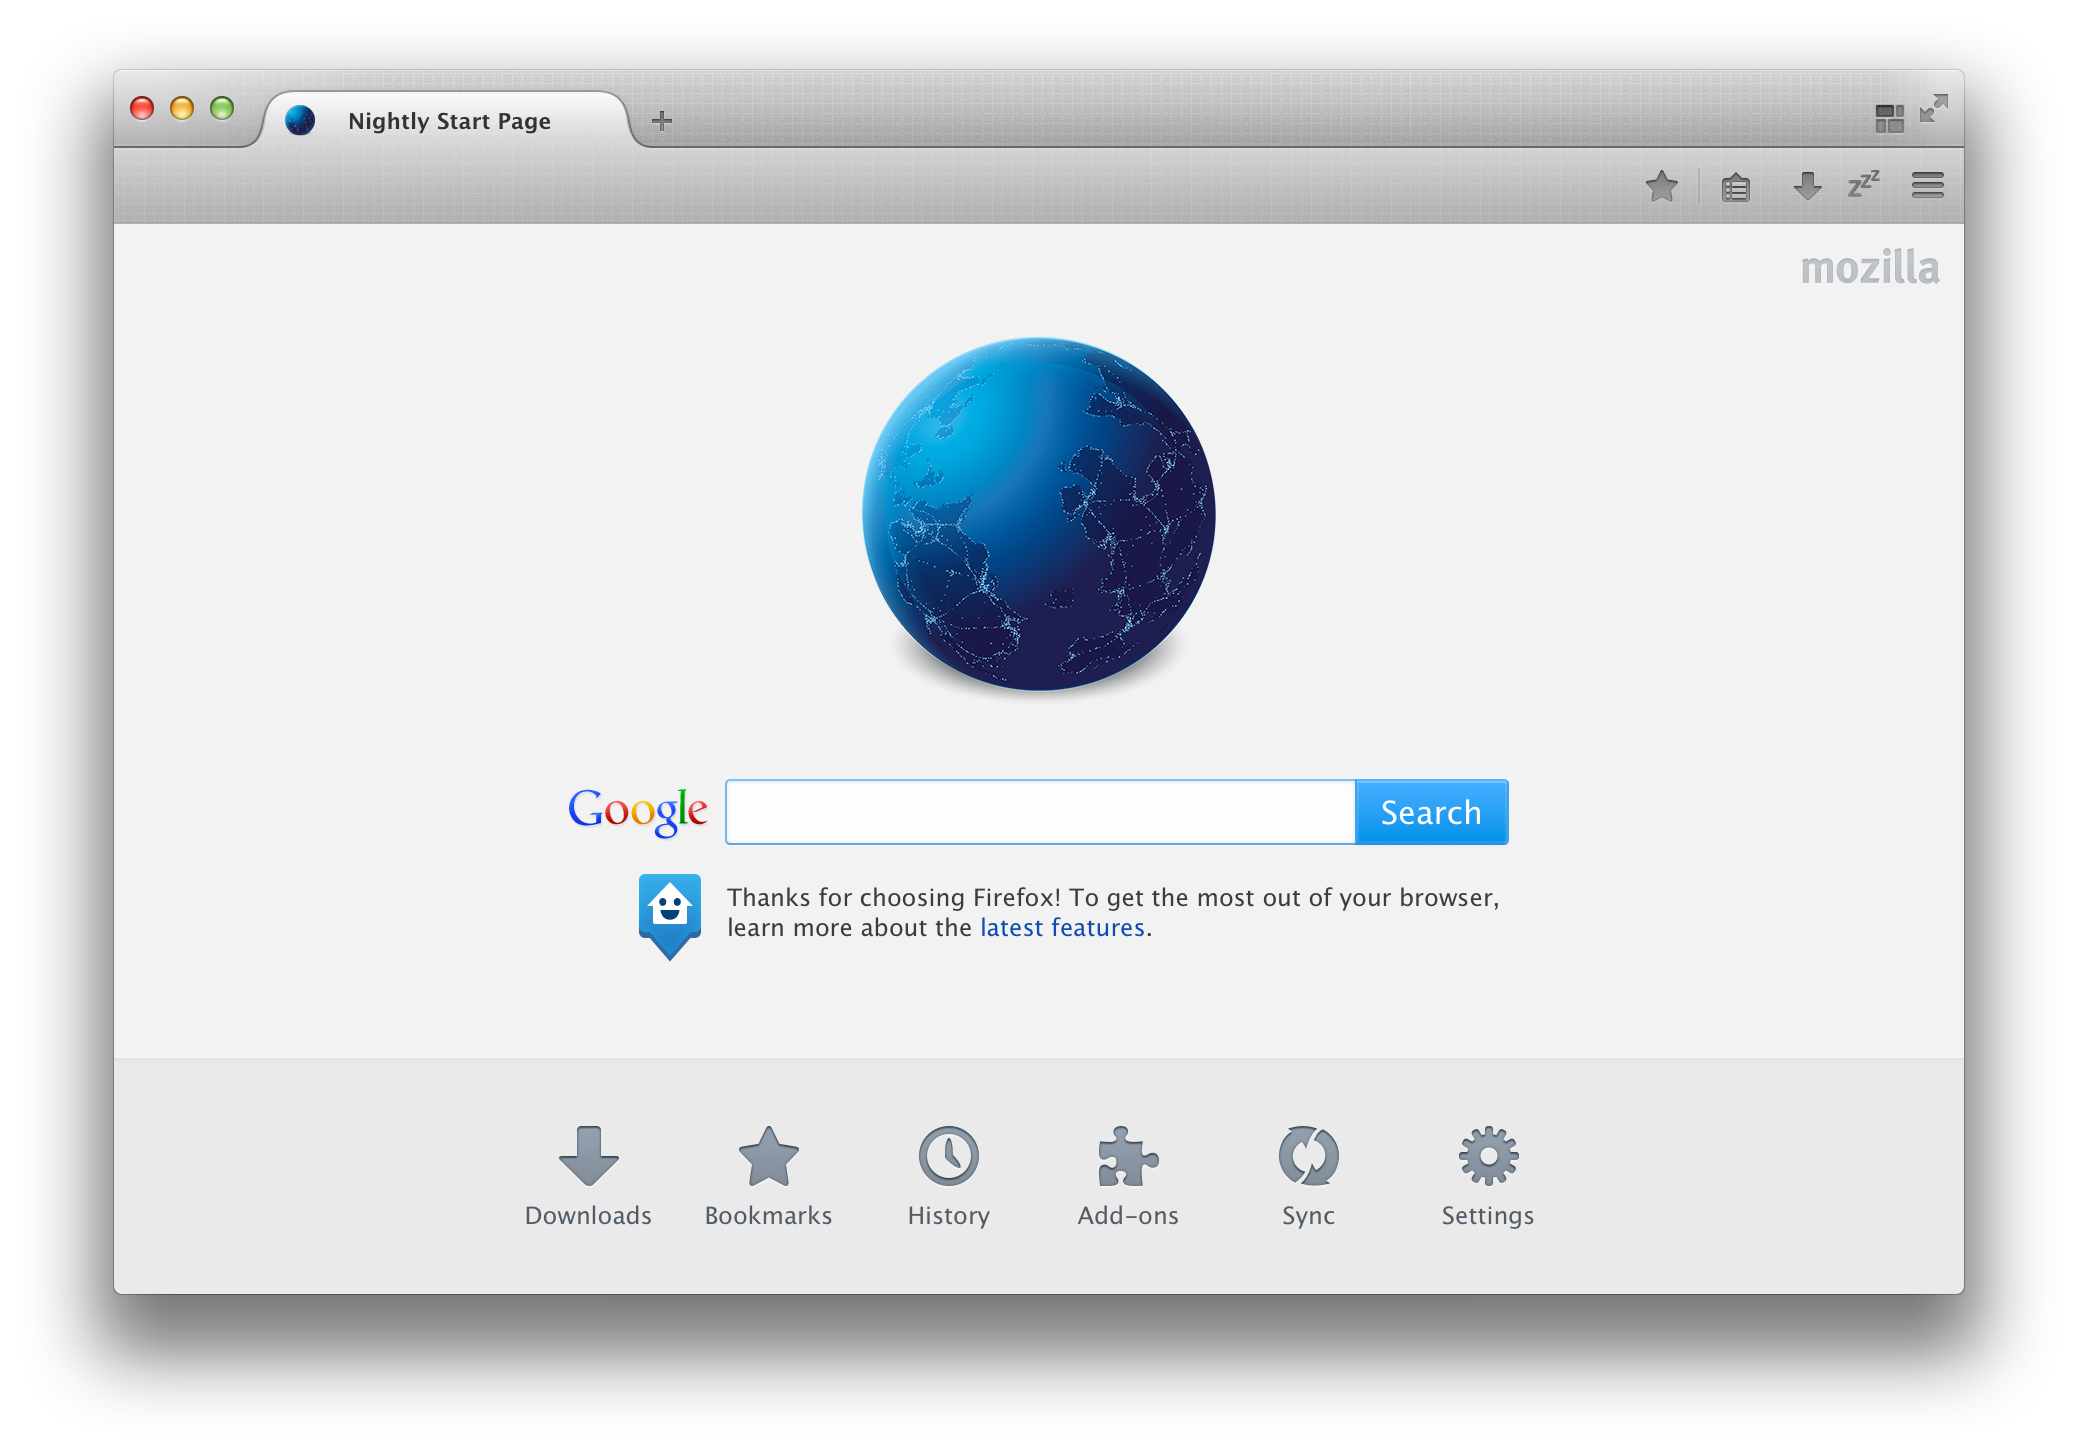 Nightly Start Page
zzz
mozilla
Google
Search
Thanks for choosing Firefox! To get the most out of your browser,
learn more about the latest features.
Downloads
Bookmarks
History
Add-ons
Sync
Settings